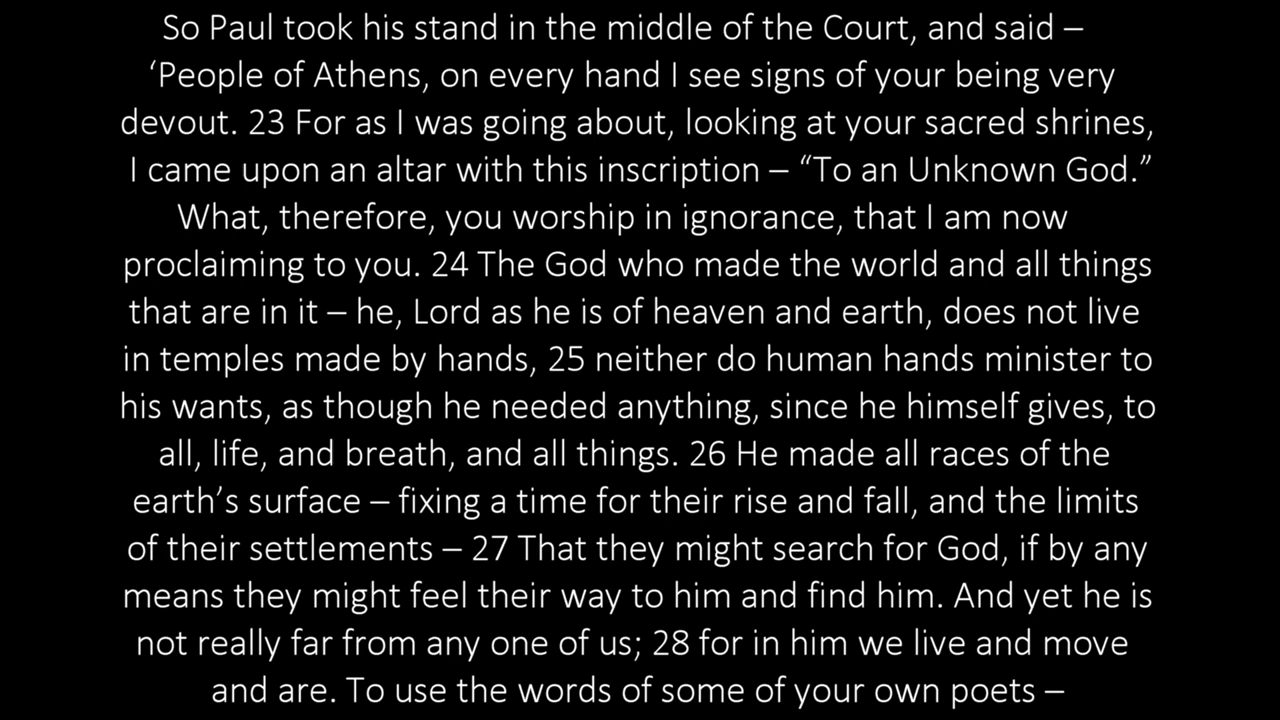 So Paul took his stand in the middle of the Court, and said –
‘People of Athens, on every hand I see signs of your being very
devout. 23 For as I was going about, looking at your sacred shrines,
I came upon an altar with this inscription – “To an Unknown God.”
What, therefore, you worship in ignorance, that I am now
proclaiming to you. 24 The God who made the world and all things
that are in it – he, Lord as he is of heaven and earth, does not live
in temples made by hands, 25 neither do human hands minister to
his wants, as though he needed anything, since he himself gives, to
all, life, and breath, and all things. 26 He made all races of the
earth’s surface – fixing a time for their rise and fall, and the limits
of their settlements – 27 That they might search for God, if by any
means they might feel their way to him and find him. And yet he is
not really far from any one of us; 28 for in him we live and move
and are. To use the words of some of your own poets –